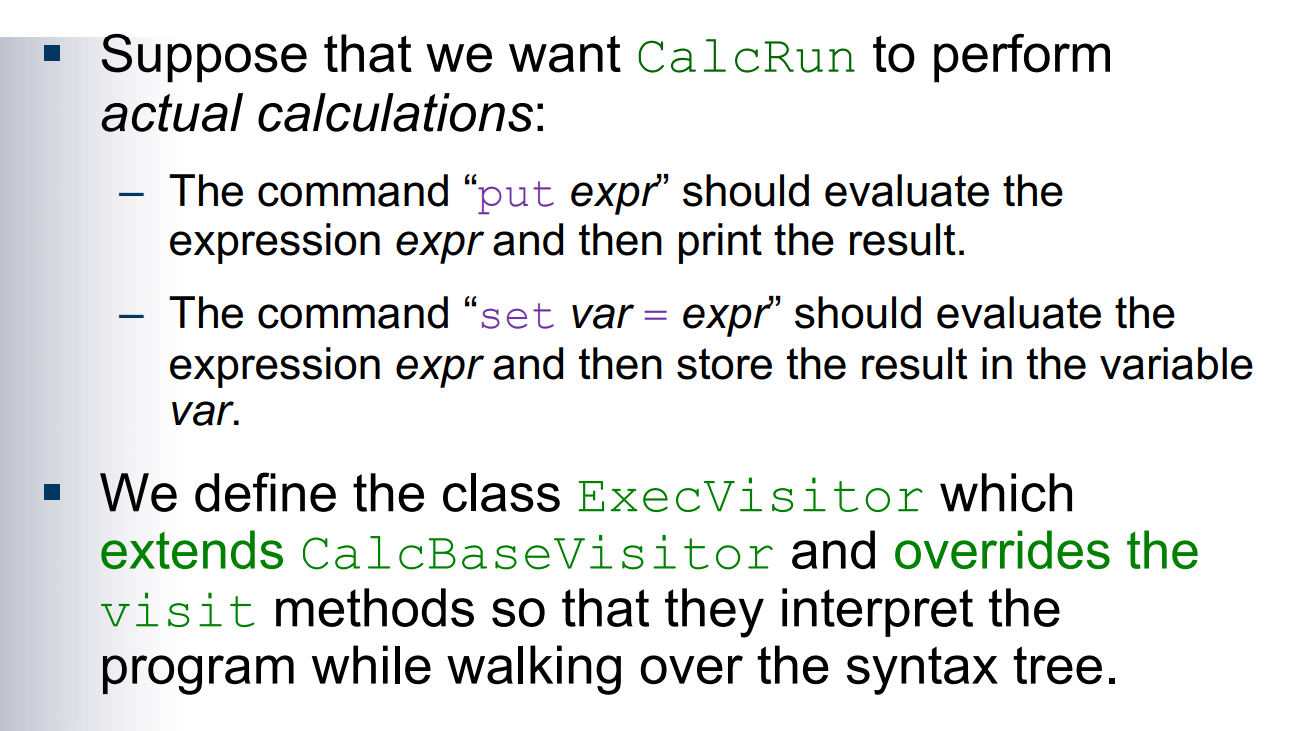 ▪ Suppose that we want CalcRun to perform
actual calculations:
– The command “put expr” should evaluate the
expression expr and then print the result.
– The command “set var = expr” should evaluate the
expression expr and then store the result in the variable
var.
▪ We define the class ExecVisitor which
extends CalcBaseVisitor and overrides the
visit methods so that they interpret the
program while walking over the syntax tree.